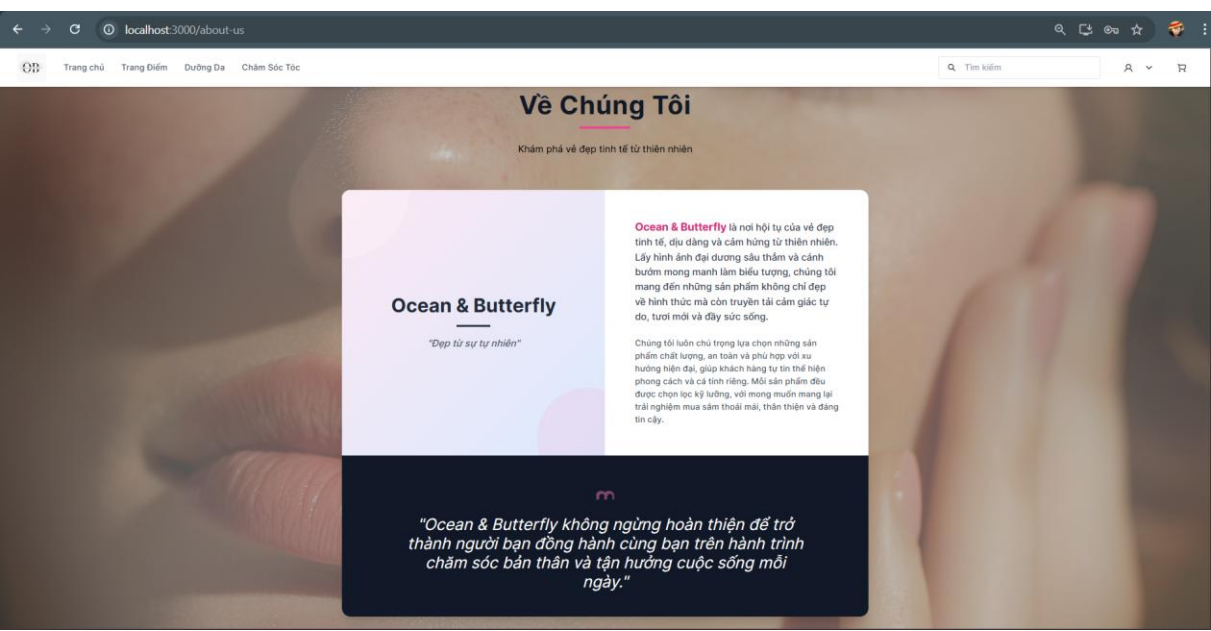 localhost:3000/about-us
OB Trang chủ Trang Điểm Dưỡng Da Chăm Sóc Tóc Tìm kiếm
Về Chúng Tôi
Khám phá vẻ đẹp tinh tế từ thiên nhiên
Ocean & Butterfly
"Đẹp từ sự tự nhiên"
Ocean & Butterfly là nơi hội tụ của vẻ đẹp
tinh tế, dịu dàng và cảm hứng từ thiên nhiên.
Lấy hình ảnh đại dương sâu thẳm và cánh
bướm mong manh làm biểu tượng, chúng tôi
mang đến những sản phẩm không chỉ đẹp
về hình thức mà còn truyền tải cảm giác tự
do, tươi mới và đầy sức sống.
Chúng tôi luôn chú trọng lựa chọn những sản
phẩm chất lượng, an toàn và phù hợp với xu
hướng hiện đại, giúp khách hàng tự tin thể hiện
phong cách và cá tính riêng. Mỗi sản phẩm đều
được chọn lọc kỹ lưỡng, với mong muốn mang lại
trải nghiệm mua sắm thoải mái, thân thiện và đáng
tin cậy.
"Ocean & Butterfly không ngừng hoàn thiện để trở
thành người bạn đồng hành cùng bạn trên hành trình
chăm sóc bản thân và tận hưởng cuộc sống mỗi
ngày."